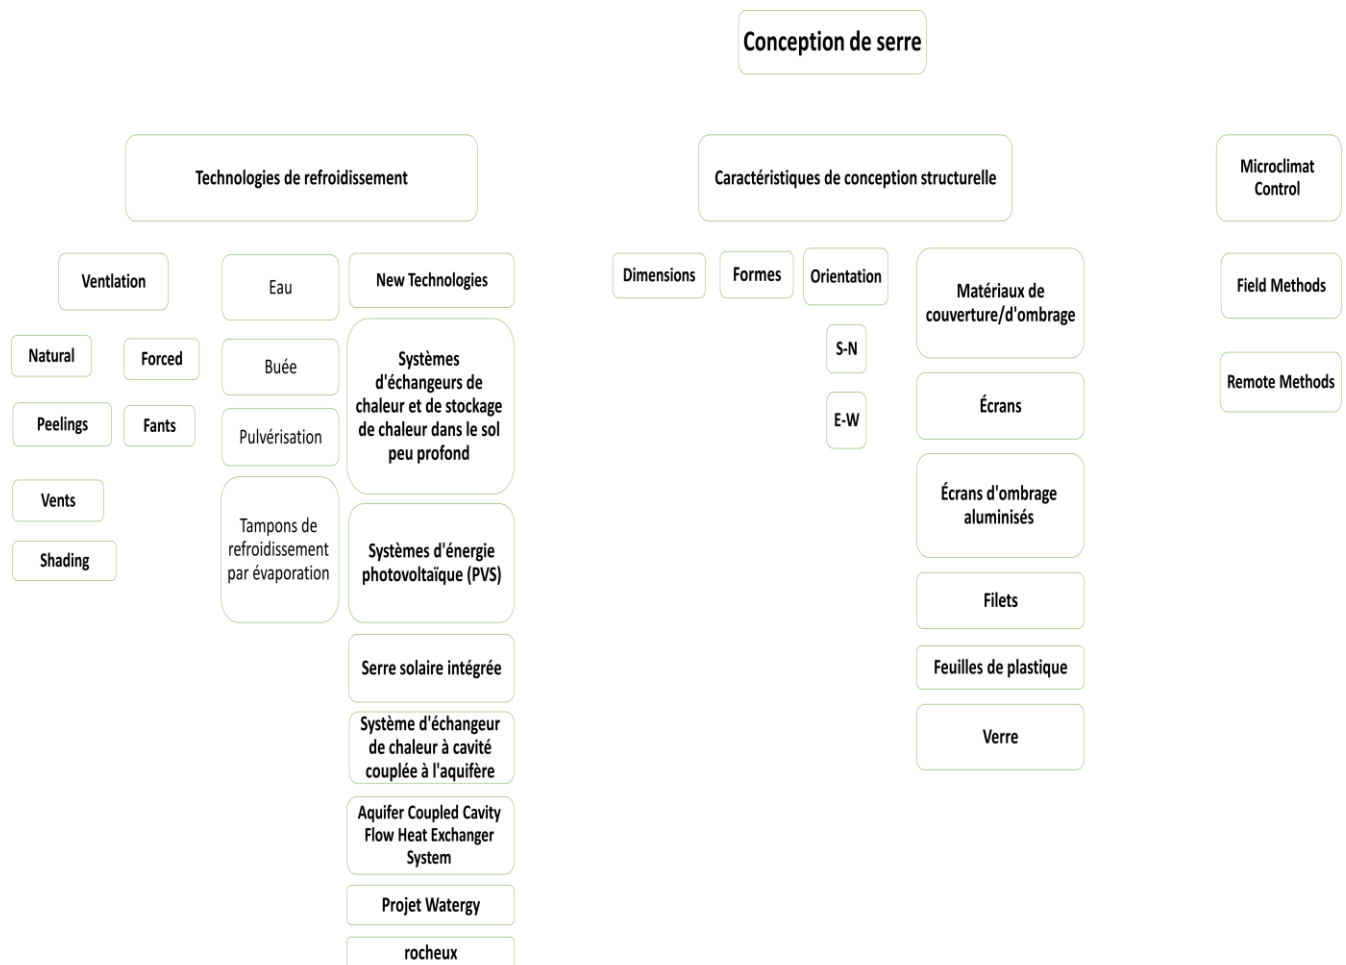 Conception de serre
Technologies de refroidissement
Caractéristiques de conception structurelle
Microclimat
Control
Ventlation
Natural
Forced
Peelings
Fants
Vents
Shading
Eau
Buée
Pulvérisation
Tampons de
refroidissement
par évaporation
New Technologies
Systèmes
d'échangeurs de
chaleur et de stockage
de chaleur dans le sol
peu profond
Systèmes d'énergie
photovoltaïque (PVS)
Serre solaire intégrée
Système d'échangeur
de chaleur à cavité
couplée à l'aquifère
Aquifer Coupled Cavity
Flow Heat Exchanger
System
Projet Watergy
rocheux
Dimensions
Formes
Orientation
S-N
E-W
Matériaux de
couverture/d'ombrage
Écrans
Écrans d'ombrage
aluminisés
Filets
Feuilles de plastique
Verre
Field Methods
Remote Methods